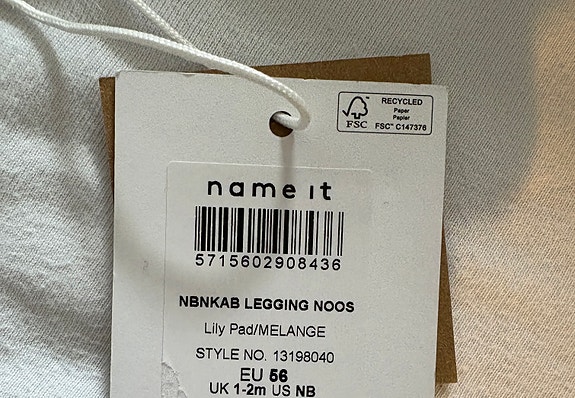 RECYCLED
Paper
Papier
FSC™ C147376
FSC
name it
5715602908436
NBNKAB LEGGING NOOS
Lily Pad/MELANGE
STYLE NO. 13198040
EU 56
UK 1-2m US NB